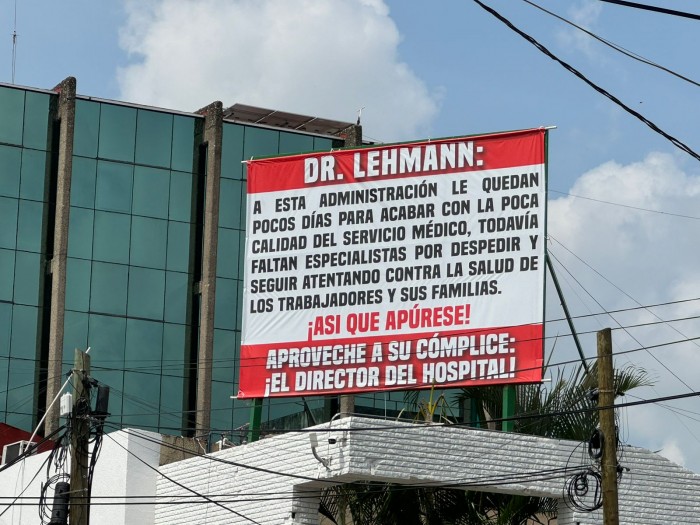 DR. LEHMANN:
A ESTA ADMINISTRACIÓN LE QUEDAN
POCOS DÍAS PARA ACABAR CON LA POCA
CALIDAD DEL SERVICIO MÉDICO, TODAVÍA
FALTAN ESPECIALISTAS POR DESPEDIR Y
SEGUIR ATENTANDO CONTRA LA SALUD DE
LOS TRABAJADORES Y SUS FAMILIAS.
¡ASI QUE APÚRESE!
APROVECHE A SU CÓMPLICE;
¡EL DIRECTOR DEL HOSPITAL!